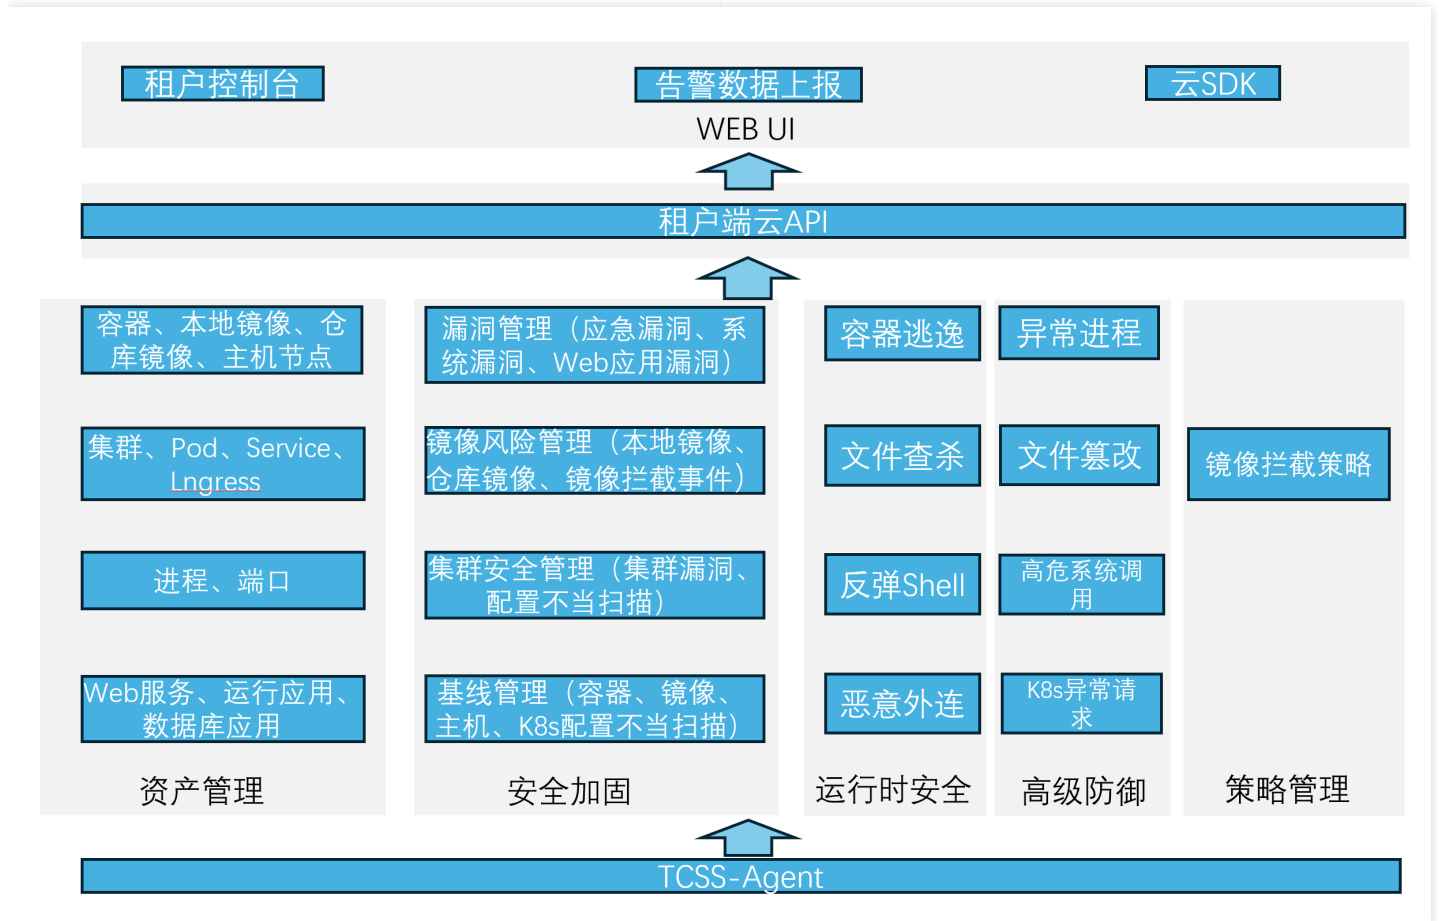 租户控制台
告警数据上报
云SDK
WEB UI
租户端云API
容器、本地镜像、仓
库镜像、主机节点
集群、Pod、Service、
Lngress
进程、端口
Web服务、运行应用、
数据库应用
资产管理
漏洞管理（应急漏洞、系
统漏洞、Web应用漏洞）
镜像风险管理（本地镜像、
仓库镜像、镜像拦截事件）
集群安全管理（集群漏洞、
配置不当扫描）
基线管理（容器、镜像、
主机、K8s配置不当扫描）
安全加固
容器逃逸
文件查杀
反弹Shell
恶意外连
运行时安全
异常进程
文件篡改
高危系统调
用
K8s异常请
求
高级防御
镜像拦截策略
策略管理
TCSS-Agent